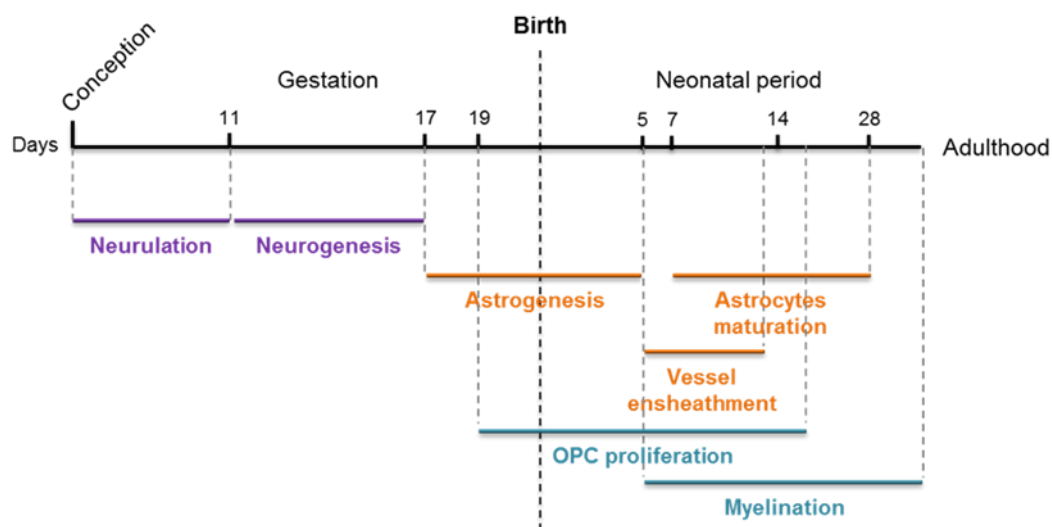 Birth
Conception
Gestation
Neonatal period
11
17
19
5
7
14
28
Days
Adulthood
Neurulation
Neurogenesis
Astrogenesis
Astrocytes
maturation
Vessel
ensheathment
OPC proliferation
Myelination